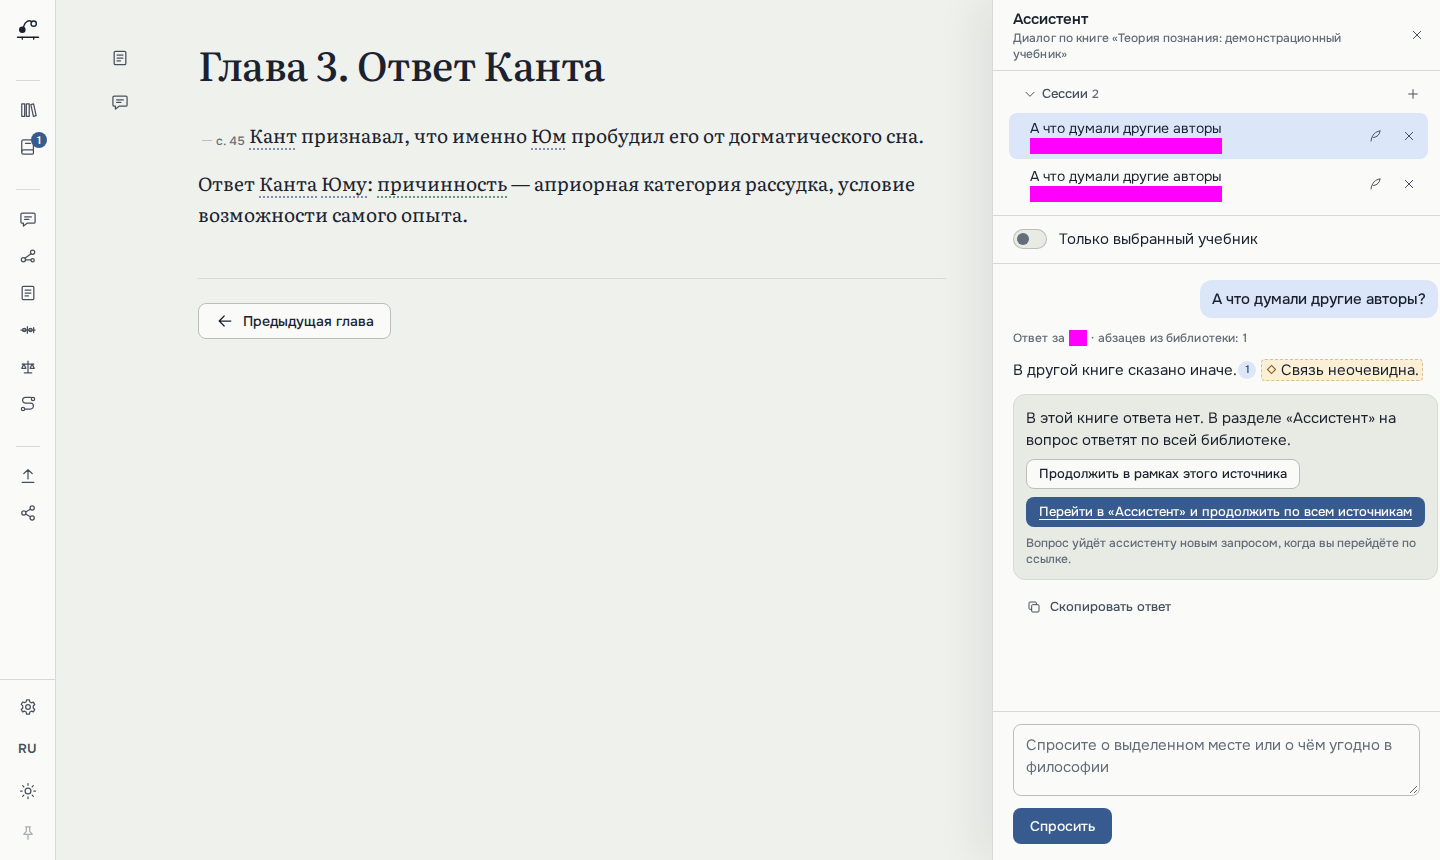 1
RU
Глава 3. Ответ Канта
— с. 45 Кант признавал, что именно Юм пробудил его от догматического сна.
Ответ Канта Юму: причинность — априорная категория рассудка, условие
возможности самого опыта.
Предыдущая глава
Ассистент
Диалог по книге «Теория познания: демонстрационный
учебник»
Сессии 2
А что думали другие авторы
А что думали другие авторы
Только выбранный учебник
А что думали другие авторы?
Ответ за · абзацев из библиотеки: 1
В другой книге сказано иначе. 1 Связь неочевидна.
В этой книге ответа нет. В разделе «Ассистент» на
вопрос ответят по всей библиотеке.
Продолжить в рамках этого источника
Перейти в «Ассистент» и продолжить по всем источникам
Вопрос уйдёт ассистенту новым запросом, когда вы перейдёте по
ссылке.
Скопировать ответ
Спросите о выделенном месте или о чём угодно в
философии
Спросить